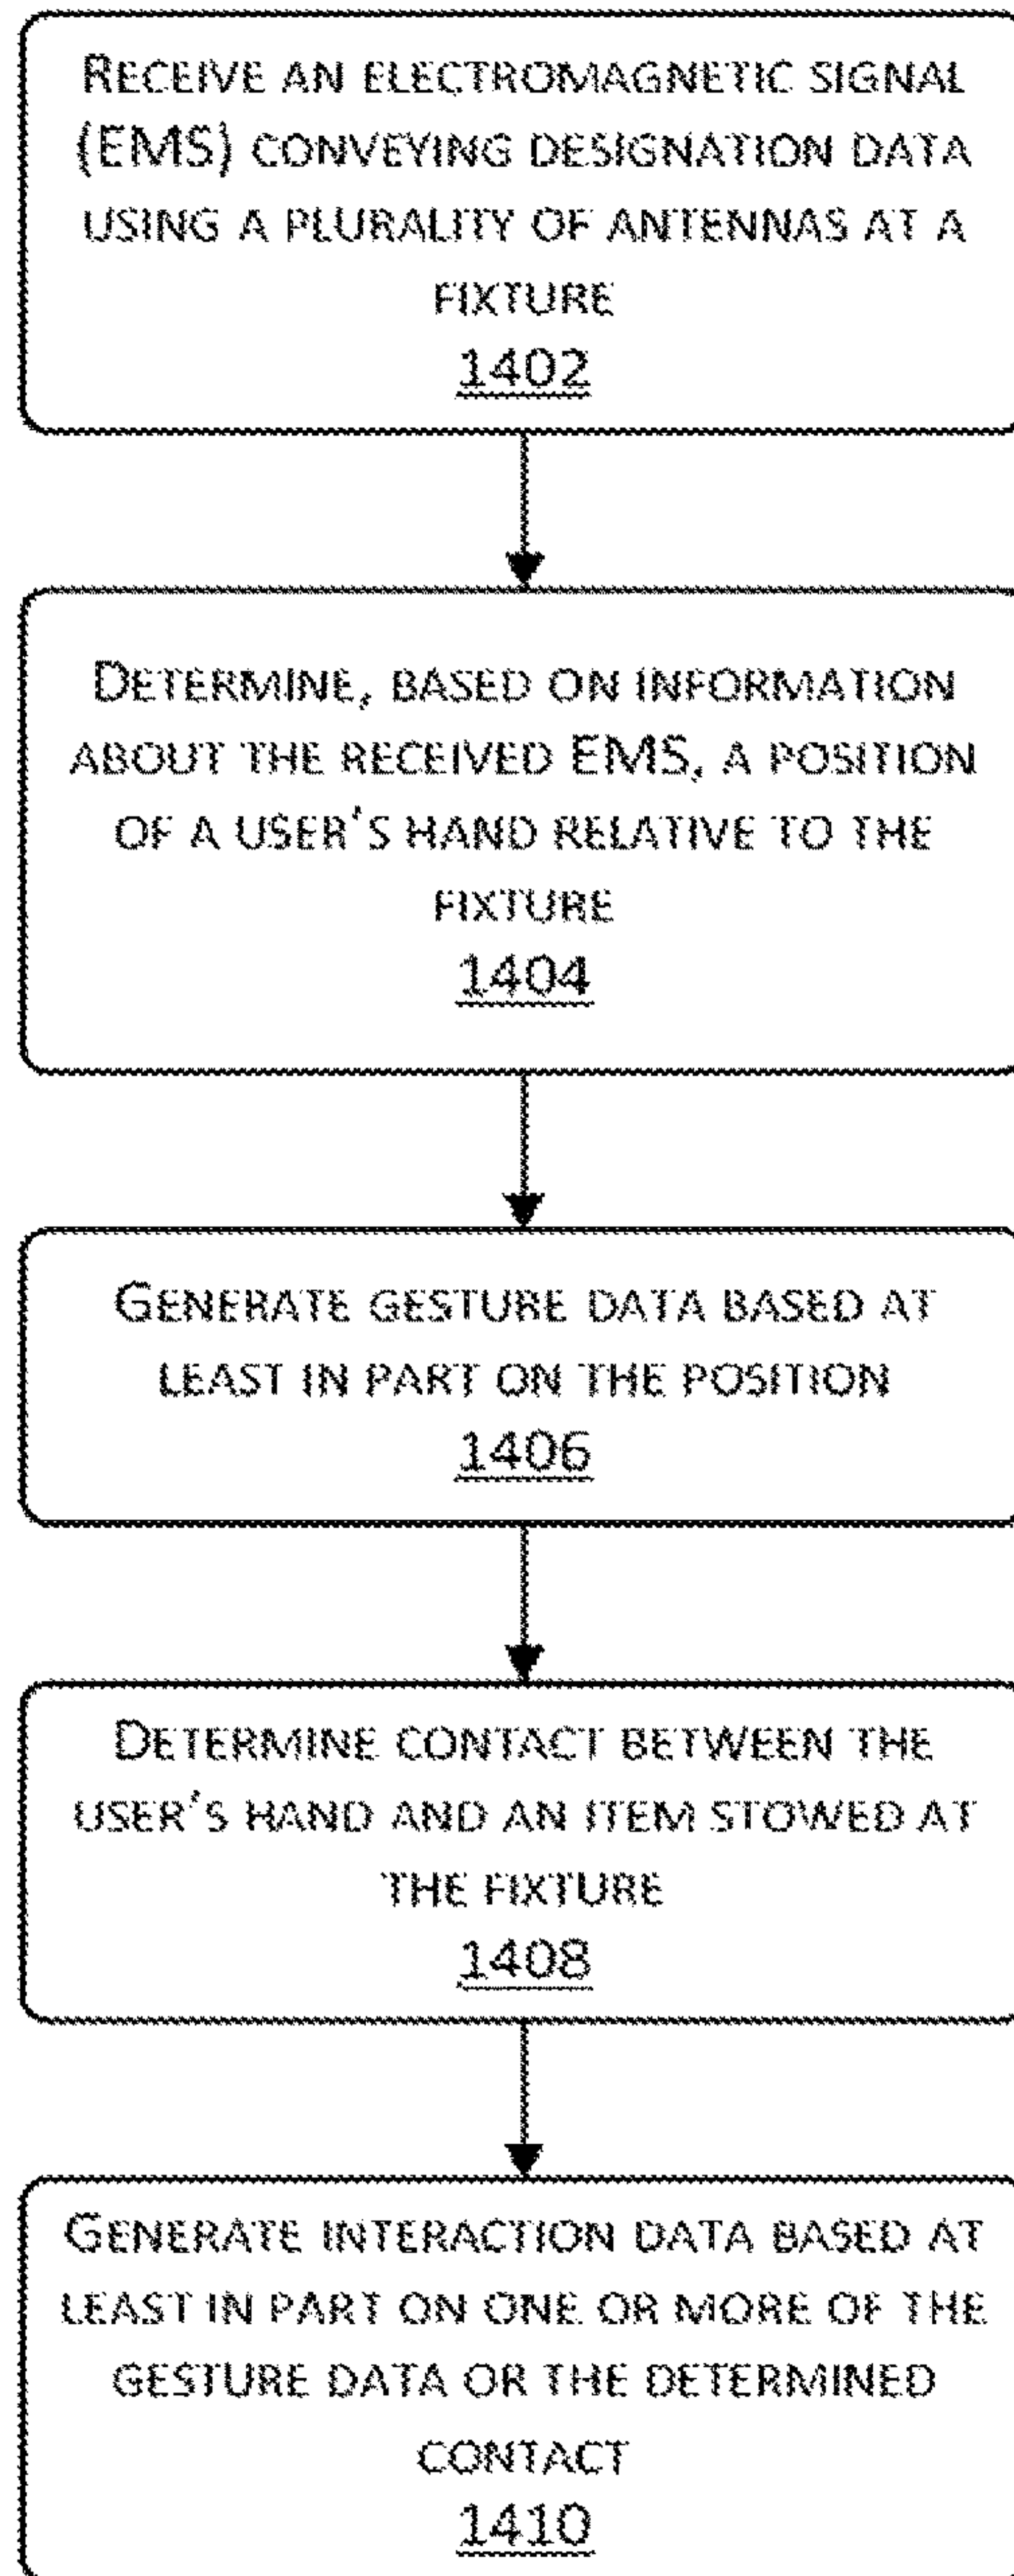 RECEIVE AN ELECTROMAGNETIC SIGNAL
(EMS) CONVEYING DESIGNATION DATA
USING A PLURALITY OF ANTENNAS AT A
FIXTURE
1402
DETERMINE, BASED ON INFORMATION
ABOUT THE RECEIVED EMS, A POSITION
OF A USER'S HAND RELATIVE TO THE
FIXTURE
1404
GENERATE GESTURE DATA BASED AT
LEAST IN PART ON THE POSITION
1406
DETERMINE CONTACT BETWEEN THE
USER'S HAND AND AN ITEM STOWED AT
THE FIXTURE
1408
GENERATE INTERACTION DATA BASED AT
LEAST IN PART ON ONE OR MORE OF THE
GESTURE DATA OR THE DETERMINED
CONTACT
1410